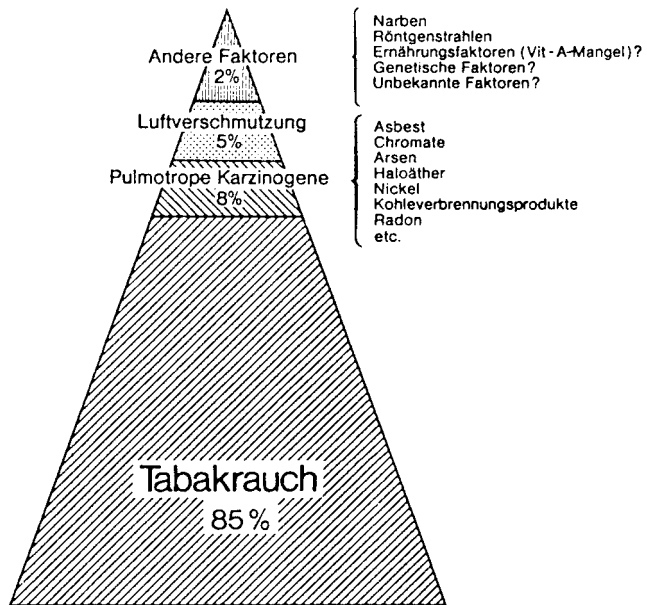 Andere Faktoren
2%
Luftverschmutzung
5%
Pulmotrope Karzinogene
8%
Tabakrauch
85%
Narben
Röntgenstrahlen
Ernährungsfaktoren (Vit-A-Mangel)?
Genetische Faktoren?
Unbekannte Faktoren?
Asbest
Chromate
Arsen
Haloäther
Nickel
Kohleverbrennungsprodukte
Radon
etc.